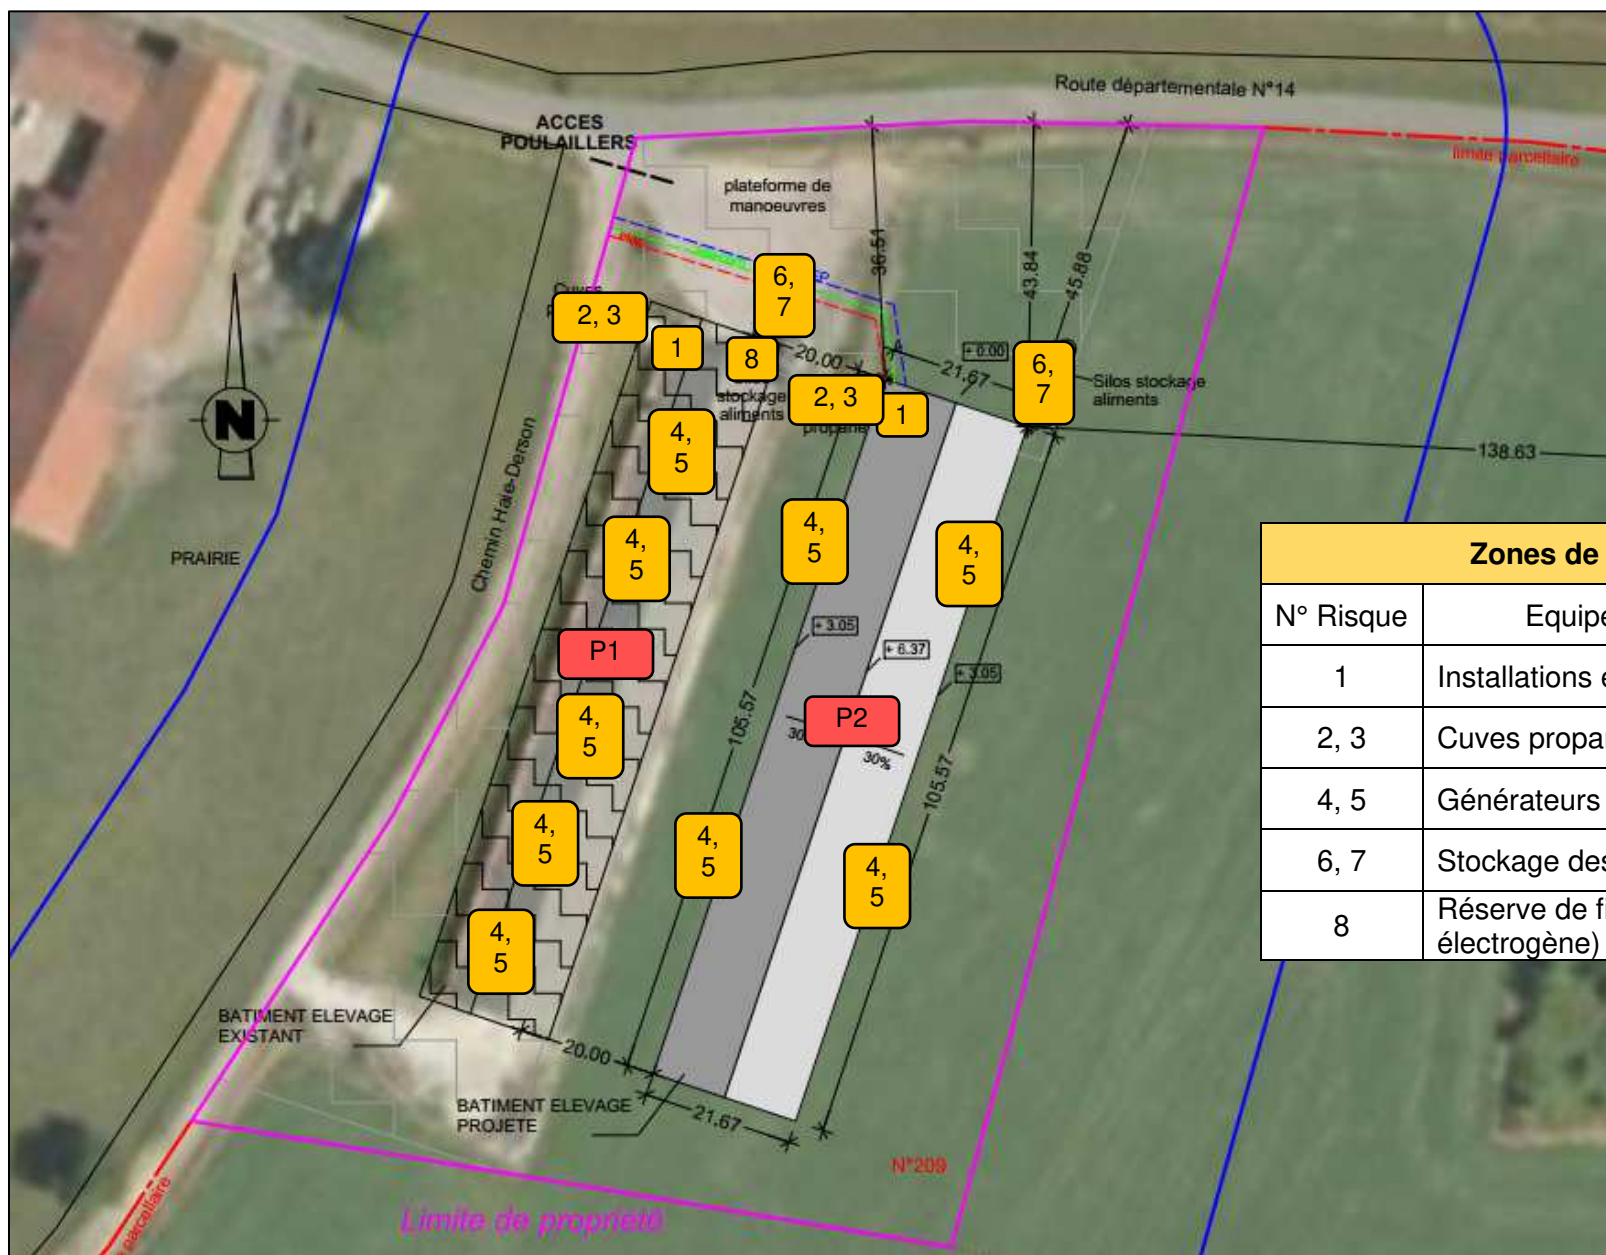 Route départementale N°14
ACCES
POULAILLERS
limite parcellaire
plateforme de
manoeuvres
36.51
43.84
45.88
6,
7
2, 3
1
8
20.00
+ 0.00
21.67
6,
7
Silos stockage
aliments
stockage
aliments
2, 3
1
propane
138.63
4,
5
Chemin Haie-Derson
PRAIRIE
4,
5
4,
5
4,
5
Zones de
N° Risque
Equipe
1
Installations é
2, 3
Cuves propa
4, 5
Générateurs
6, 7
Stockage des
8
Réserve de fi
électrogène)
+ 3.05
+ 6.37
+ 3.05
P1
P2
30%
4,
5
105.57
105.57
4,
5
4,
5
4,
5
4,
5
BATIMENT ELEVAGE
EXISTANT
20.00
BATIMENT ELEVAGE
PROJETE
21.67
N°209
parcellaire
Limite de propriété